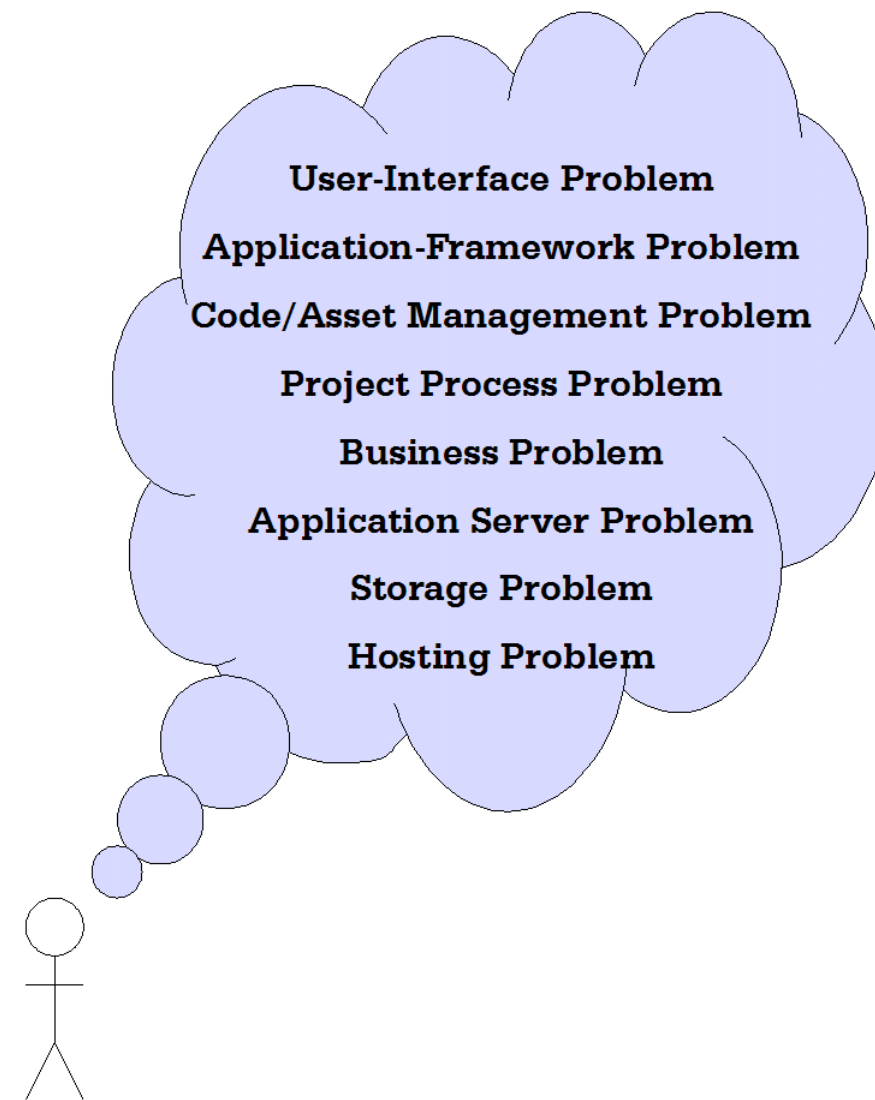 User-Interface Problem
Application-Framework Problem
Code/Asset Management Problem
Project Process Problem
Business Problem
Application Server Problem
Storage Problem
Hosting Problem